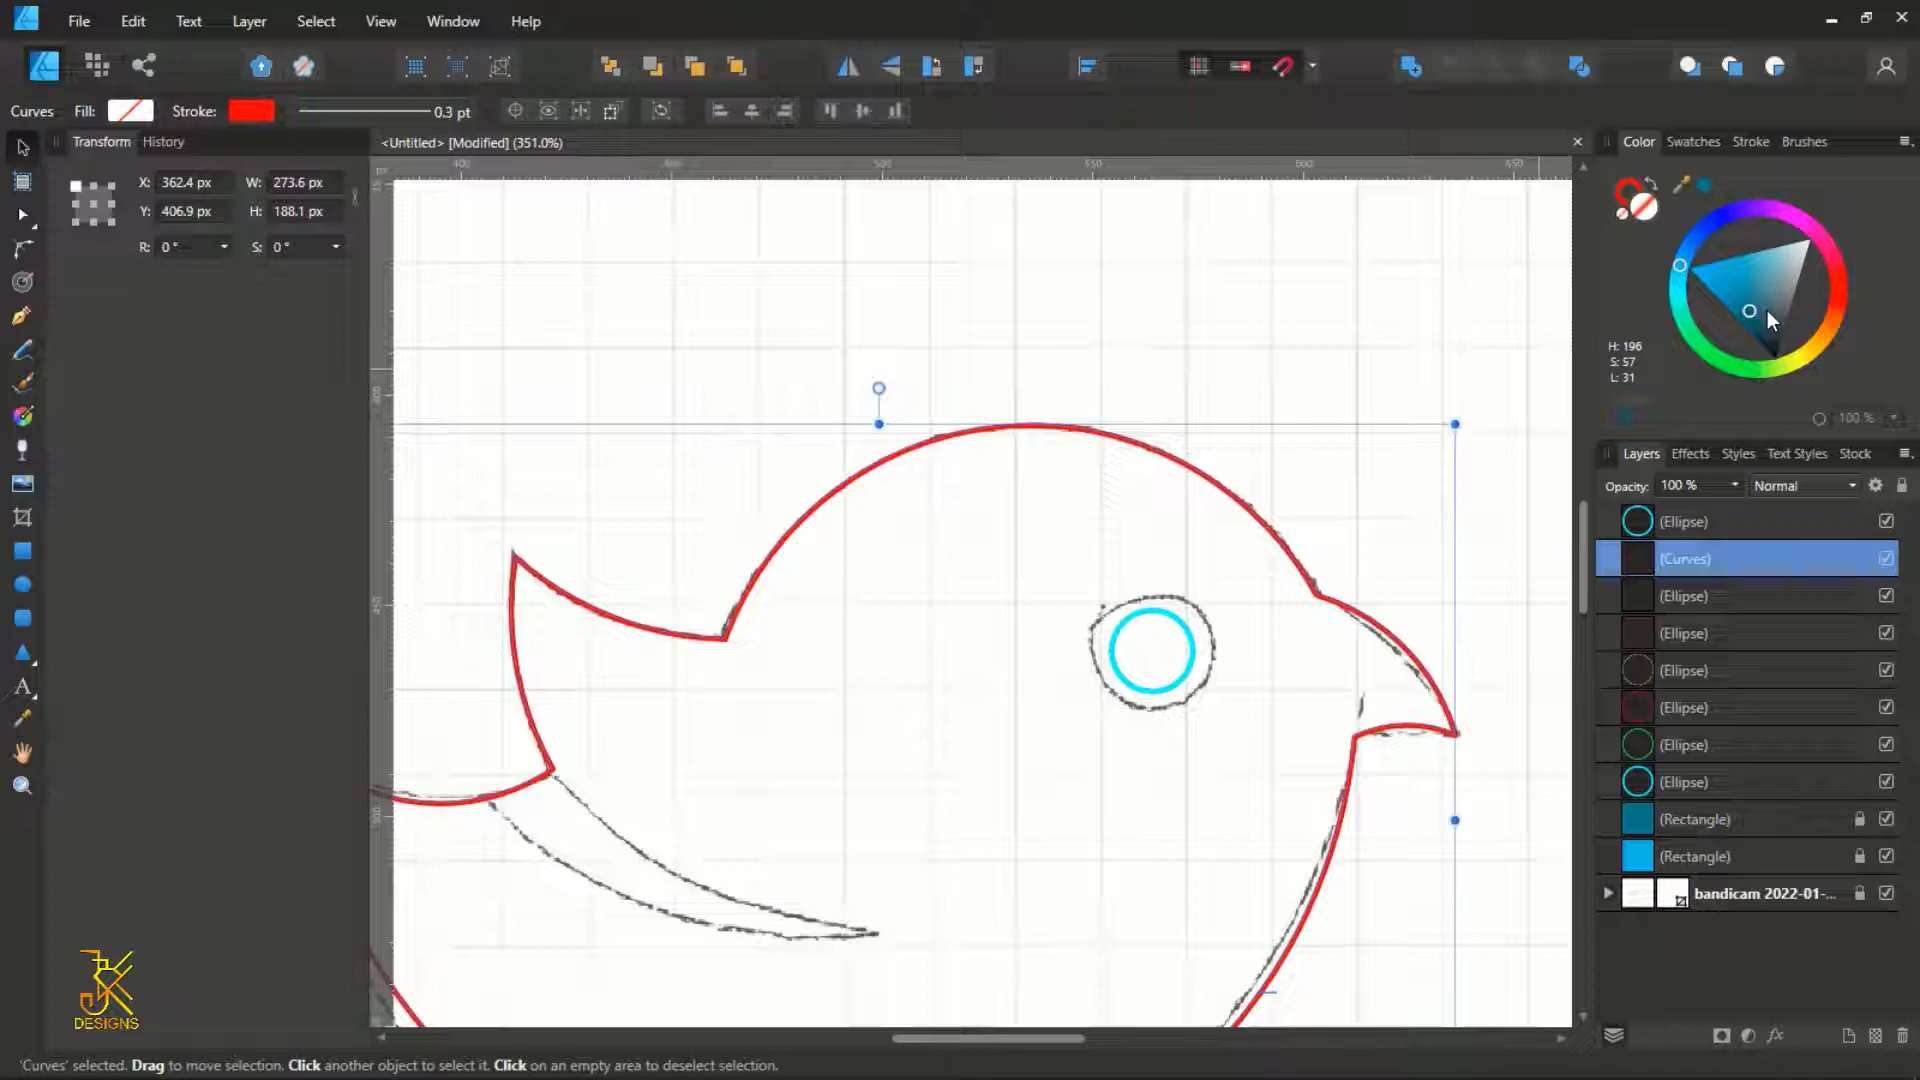 File Edit Text Layer Select View Window Help
Curves Fill: Stroke: 0.3 pt
Transform History
<Untitled> [Modified] (351.0%)
Color Swatches Stroke Brushes
X: 362.4 px W: 273.6 px
Y: 406.9 px H: 188.1 px
R: 0 ° S: 0 °
H: 196
S: 57
L: 31
100 %
Layers Effects Styles Text Styles Stock
Opacity: 100 % Normal
(Ellipse)
(Curves)
(Ellipse)
(Ellipse)
(Ellipse)
(Ellipse)
(Ellipse)
(Ellipse)
(Rectangle)
(Rectangle)
bandicam 2022-01-...
JK
DESIGNS
'Curves' selected. Drag to move selection. Click another object to select it. Click on an empty area to deselect selection.